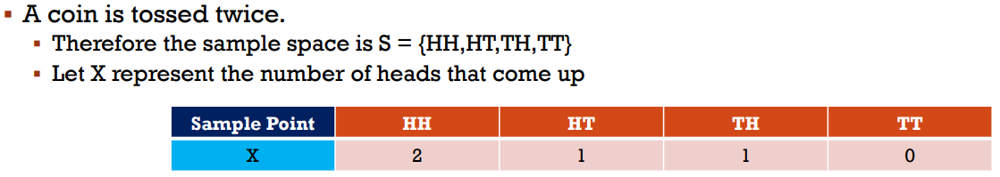 ▪ A coin is tossed twice.
▪ Therefore the sample space is S = {HH,HT,TH,TT}
▪ Let X represent the number of heads that come up
Sample Point HH HT TH TT
X 2 1 1 0